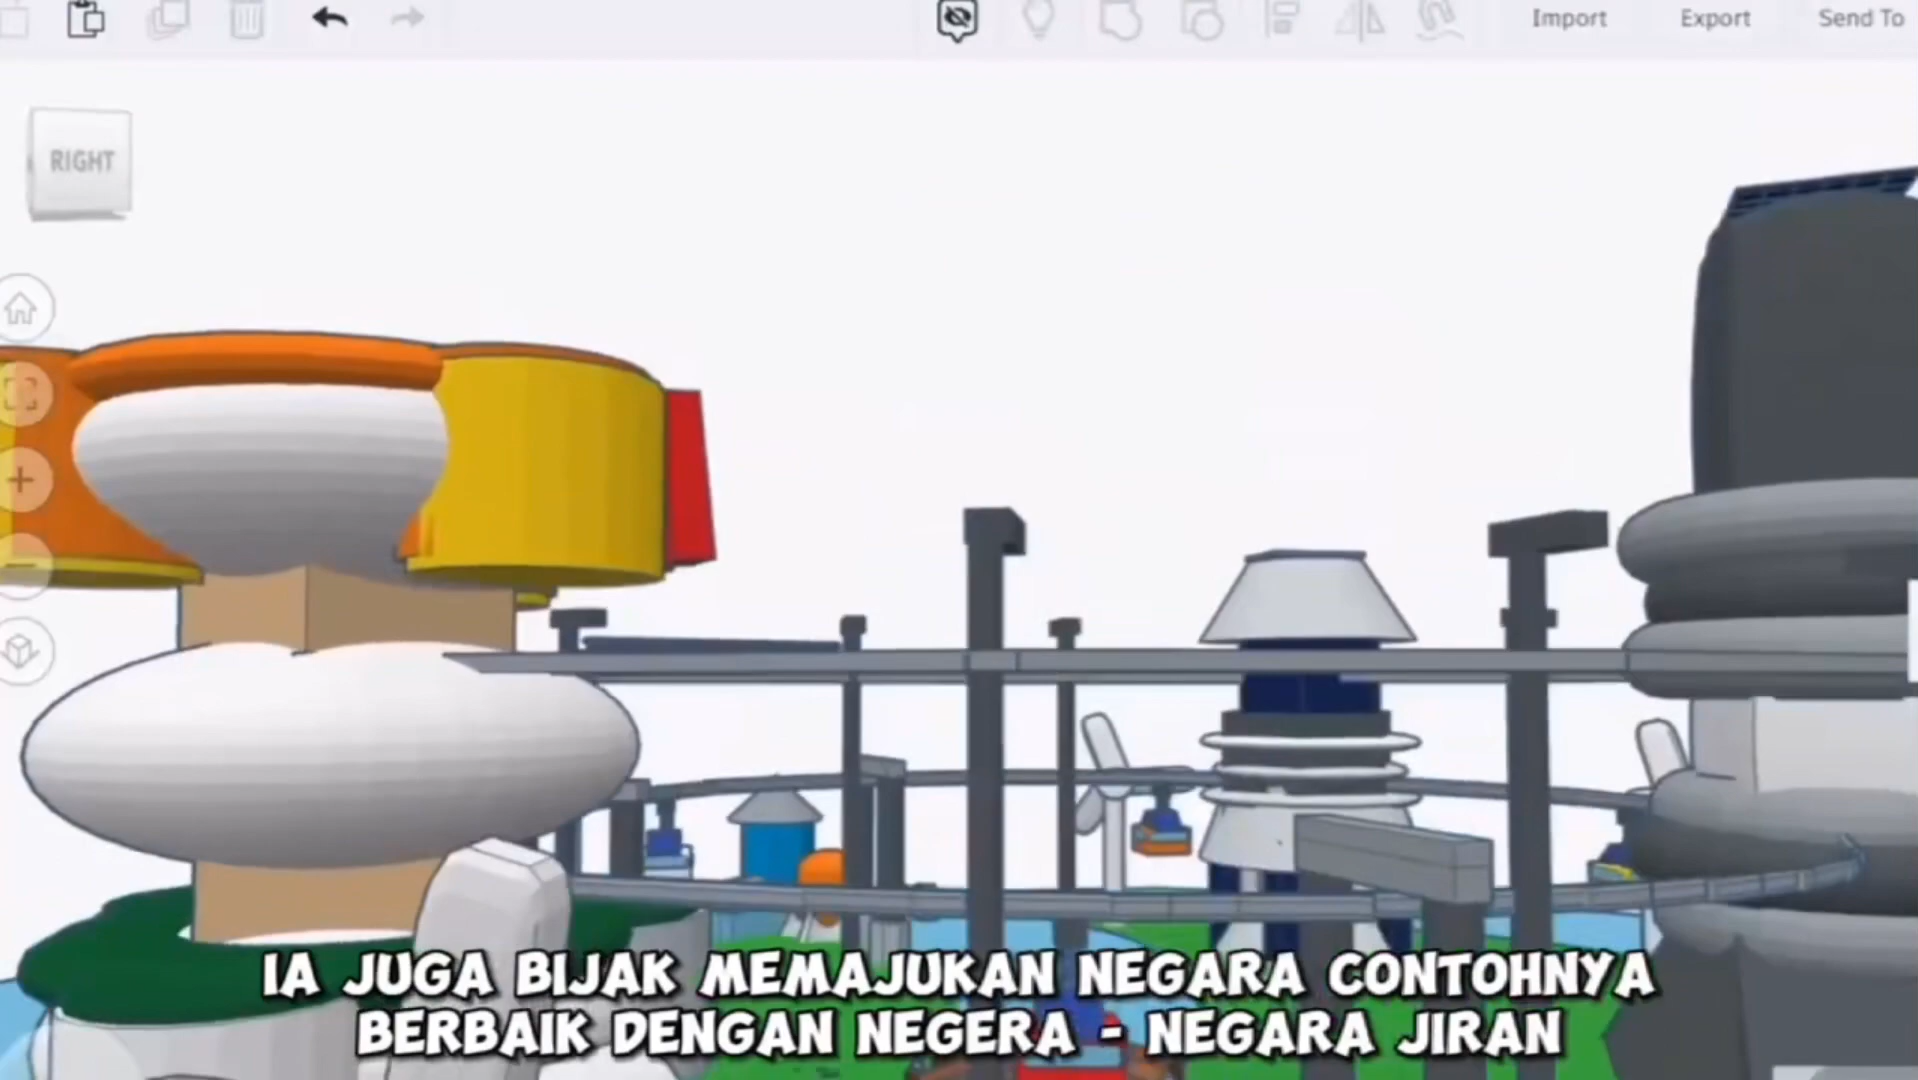 Import Export Send To
RIGHT
IA JUGA BIJAK MEMAJUKAN NEGARA CONTOHNYA
BERBAIK DENGAN NEGERA - NEGARA JIRAN